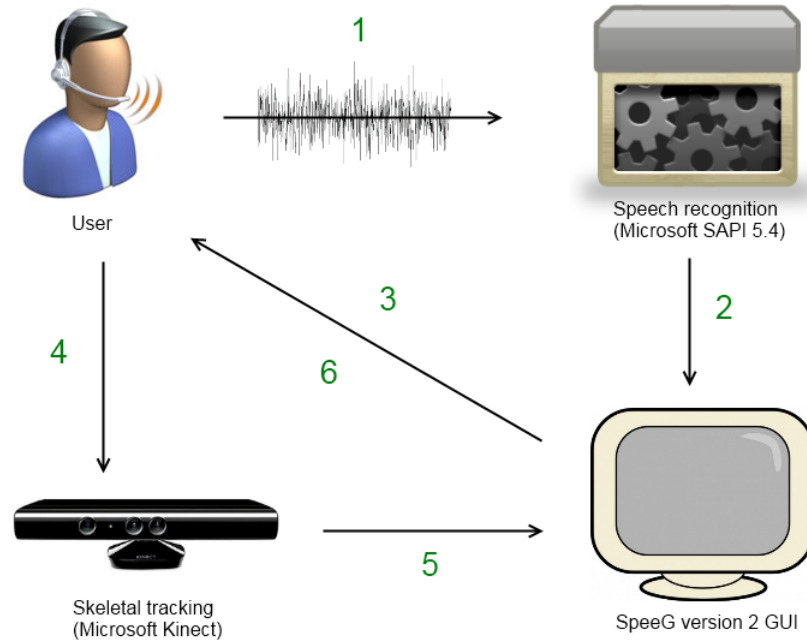 1
User
Speech recognition
(Microsoft SAPI 5.4)
3
2
4
6
5
KINECT
Skeletal tracking
(Microsoft Kinect)
SpeeG version 2 GUI